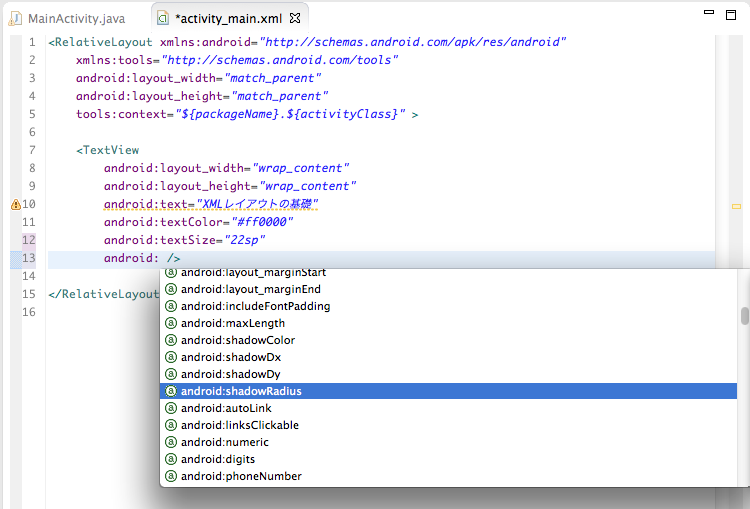 MainActivity.java
*activity_main.xml
1 <RelativeLayout xmlns:android="http://schemas.android.com/apk/res/android"
2 xmlns:tools="http://schemas.android.com/tools"
3 android:layout_width="match_parent"
4 android:layout_height="match_parent"
5 tools:context="${packageName}.${activityClass}" >
6
7 <TextView
8 android:layout_width="wrap_content"
9 android:layout_height="wrap_content"
10 android:text="XMLレイアウトの基礎"
11 android:textColor="#ff0000"
12 android:textSize="22sp"
13 android: />
14
15 </RelativeLayout
16
android:layout_marginStart
android:layout_marginEnd
android:includeFontPadding
android:maxLength
android:shadowColor
android:shadowDx
android:shadowDy
android:shadowRadius
android:autoLink
android:linksClickable
android:numeric
android:digits
android:phoneNumber